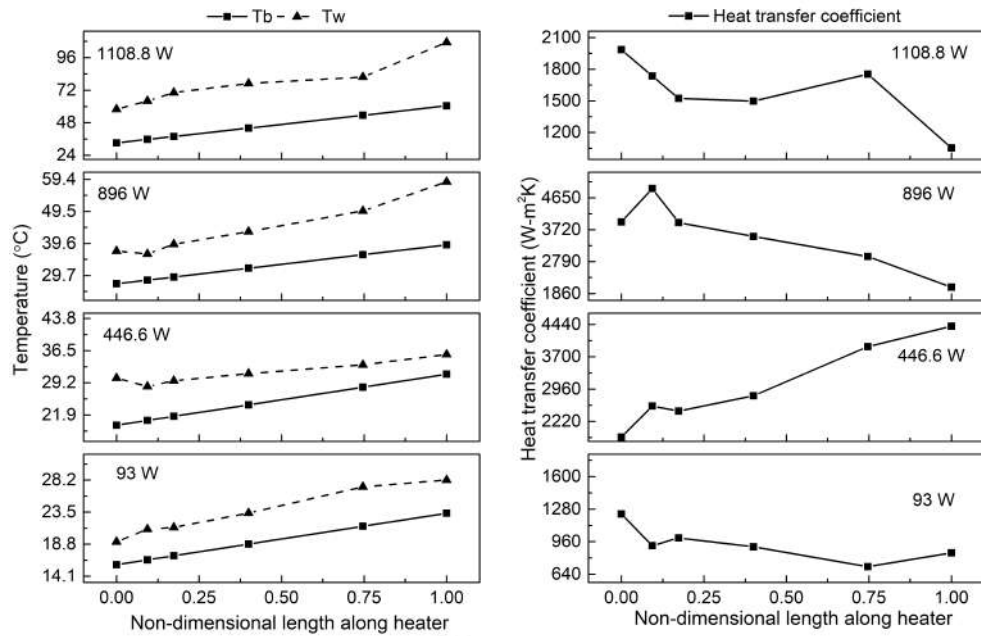 Tb Tw
Heat transfer coefficient
Temperature (°C)
1108.8 W
96
72
48
24
896 W
59.4
49.5
39.6
29.7
446.6 W
43.8
36.5
29.2
21.9
93 W
28.2
23.5
18.8
14.1
0.00 0.25 0.50 0.75 1.00
Non-dimensional length along heater
Heat transfer coefficient (W-m²K)
1108.8 W
2100
1800
1500
1200
896 W
4650
3720
2790
1860
446.6 W
4440
3700
2960
2220
93 W
1600
1280
960
640
0.00 0.25 0.50 0.75 1.00
Non-dimensional length along heater